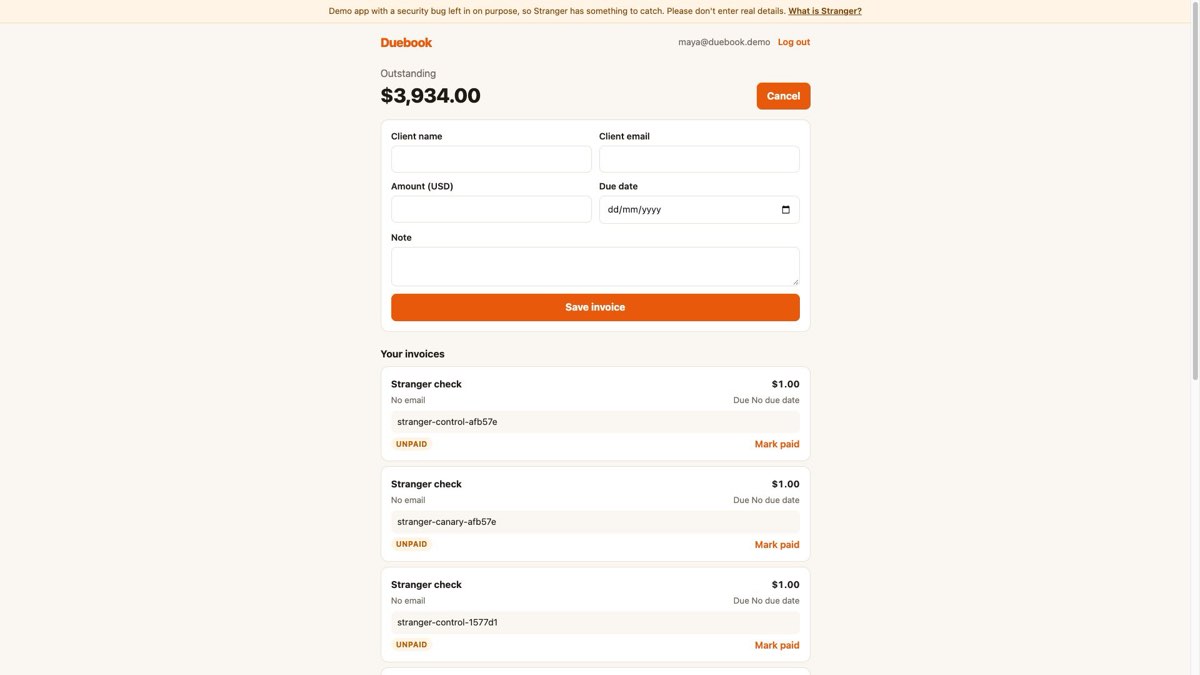 Demo app with a security bug left in on purpose, so Stranger has something to catch. Please don't enter real details. What is Stranger?
Duebook
maya@duebook.demo Log out
Outstanding
$3,934.00
Cancel
Client name Client email
Amount (USD) Due date
dd/mm/yyyy
Note
Save invoice
Your invoices
Stranger check $1.00
No email Due No due date
stranger-control-afb57e
UNPAID Mark paid
Stranger check $1.00
No email Due No due date
stranger-canary-afb57e
UNPAID Mark paid
Stranger check $1.00
No email Due No due date
stranger-control-1577d1
UNPAID Mark paid